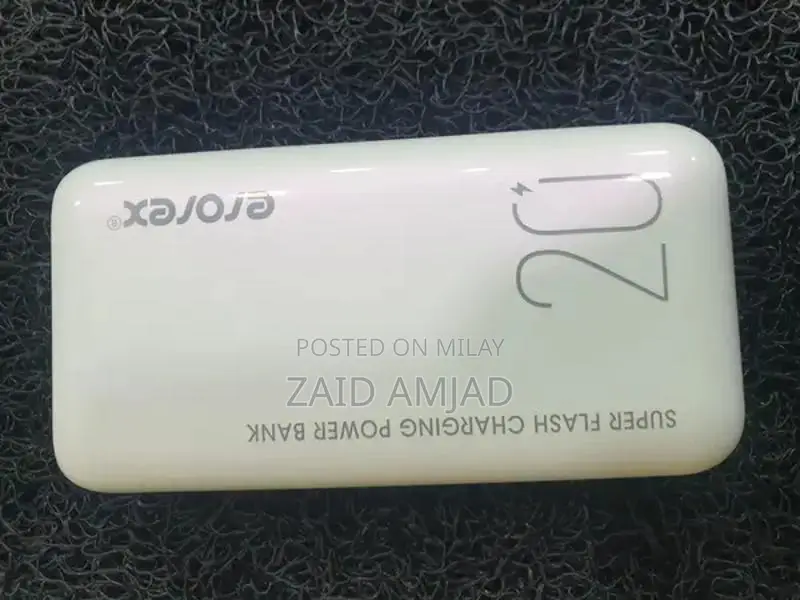 erorex®
20
POSTED ON MILAY
ZAID AMJAD
SUPER FLASH CHARGING POWER BANK